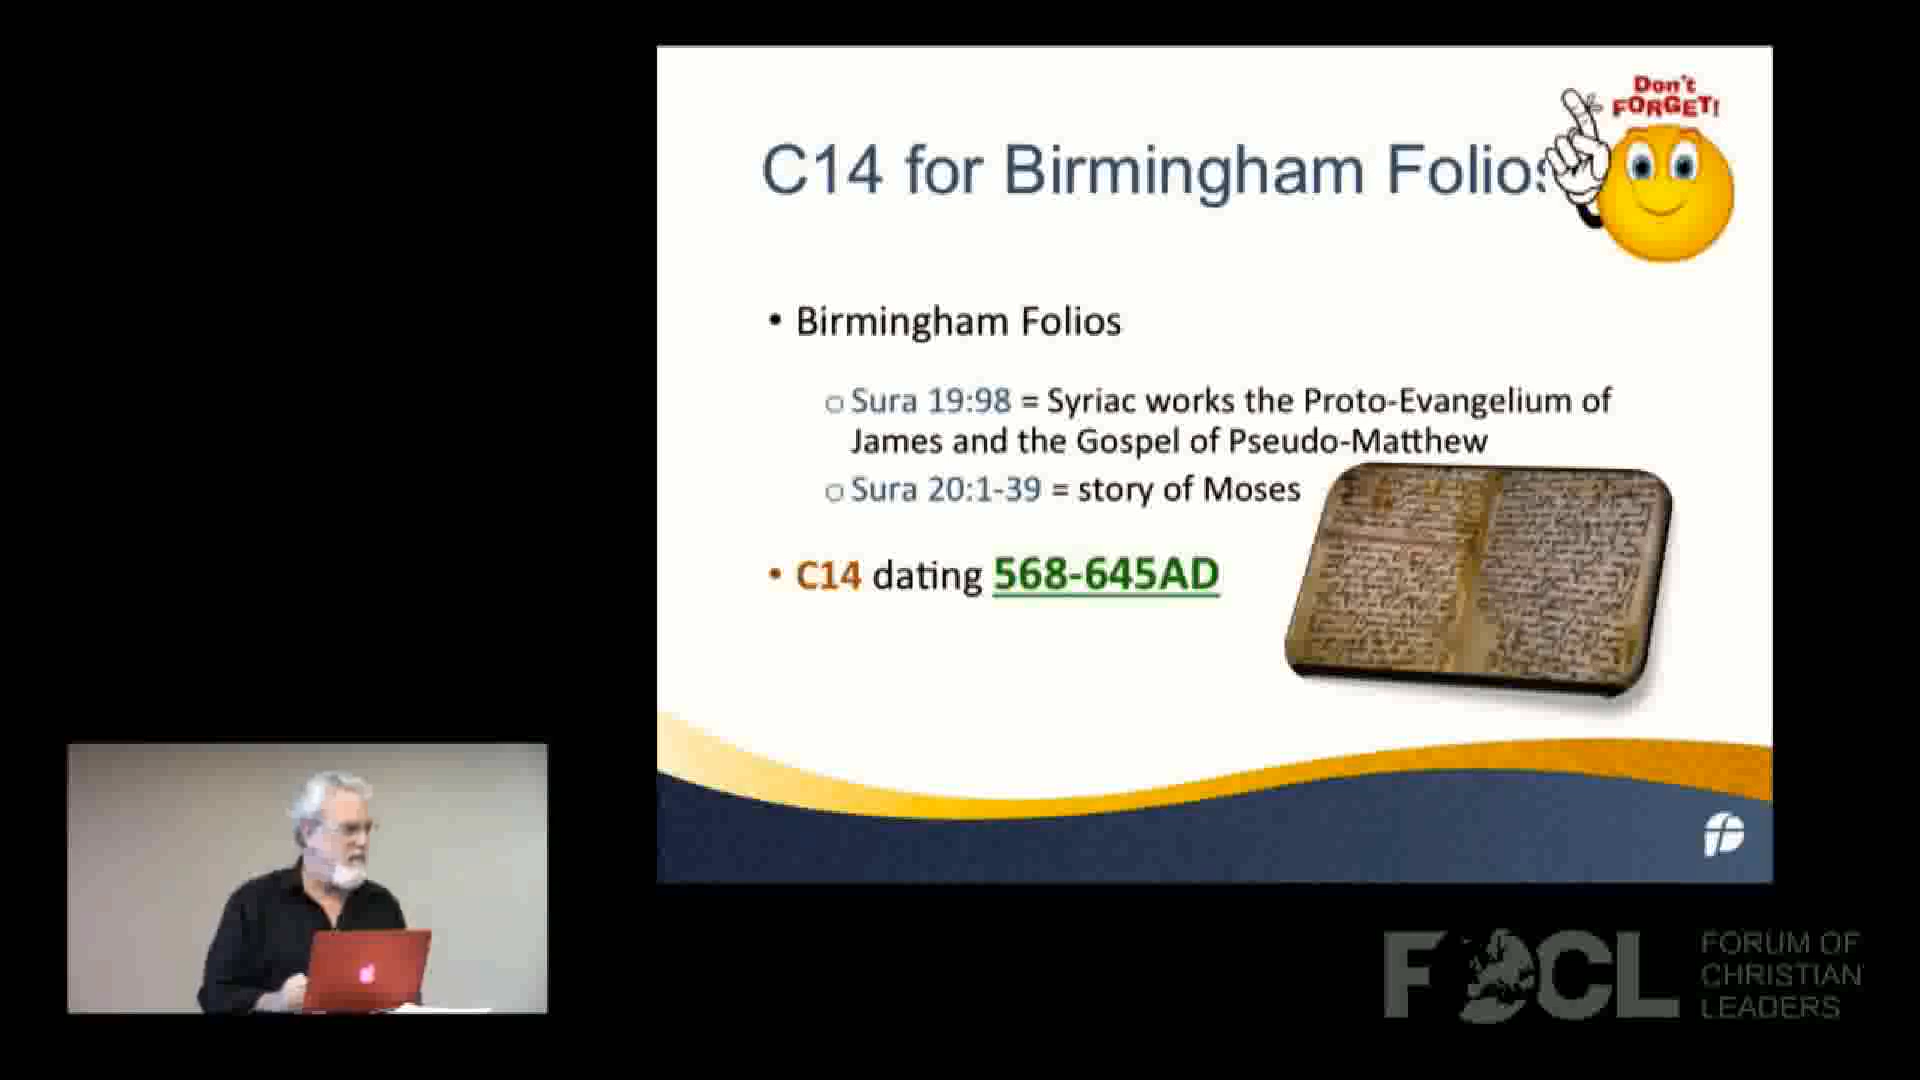 Don't
FORGET!
C14 for Birmingham Folios
• Birmingham Folios
o Sura 19:98 = Syriac works the Proto-Evangelium of
James and the Gospel of Pseudo-Matthew
o Sura 20:1-39 = story of Moses
• C14 dating 568-645AD
FOCL
FORUM OF
CHRISTIAN
LEADERS